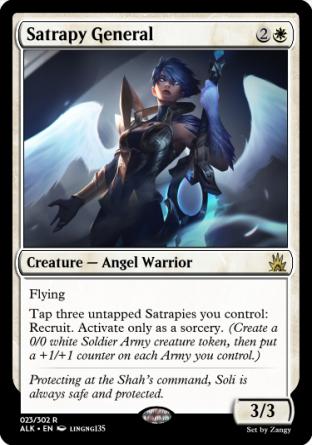 Satrapy General 2
Creature — Angel Warrior
Flying
Tap three untapped Satrapies you control:
Recruit. Activate only as a sorcery. (Create a
0/0 white Soldier Army creature token, then put
a +1/+1 counter on each Army you control.)
Protecting at the Shah's command, Soli is
always safe and protected.
3/3
023/302 R
ALK • EN LINGNG135
Set by Zangy